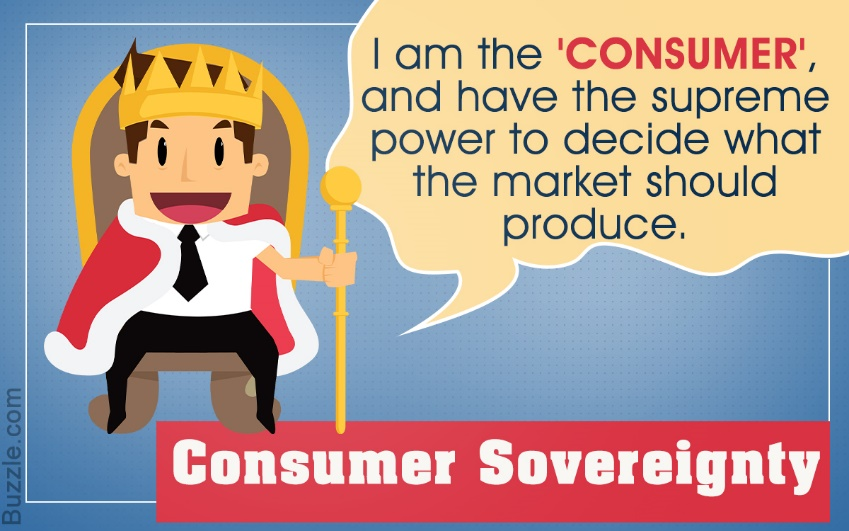 I am the 'CONSUMER',
and have the supreme
power to decide what
the market should
produce.
Consumer Sovereignty
Buzzle.com